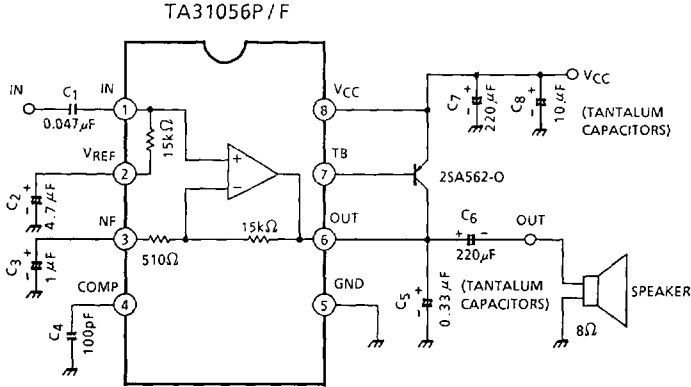 TA31056P/F
IN
C1
0.047μF
IN
1
15kΩ
VREF
2
C2
+
-
4.7μF
NF
3
510Ω
15kΩ
C3
+
-
1μF
COMP
4
C4
100pF
+
-
VCC
8
TB
7
2SA562-O
OUT
6
GND
5
C7
+
-
220μF
C8
+
-
10μF
VCC
(TANTALUM
CAPACITORS)
C6
+
-
220μF
OUT
C5
+
-
0.33μF
(TANTALUM
CAPACITORS)
SPEAKER
8Ω